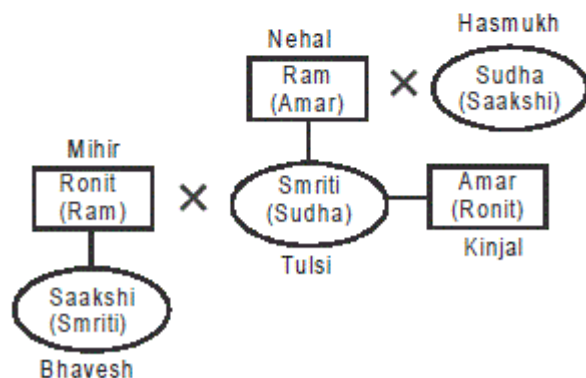 Nehal
Hasmukh
Ram
(Amar)
Sudha
(Saakshi)
Mihir
Ronit
(Ram)
Smriti
(Sudha)
Amar
(Ronit)
Tulsi
Kinjal
Saakshi
(Smriti)
Bhavesh